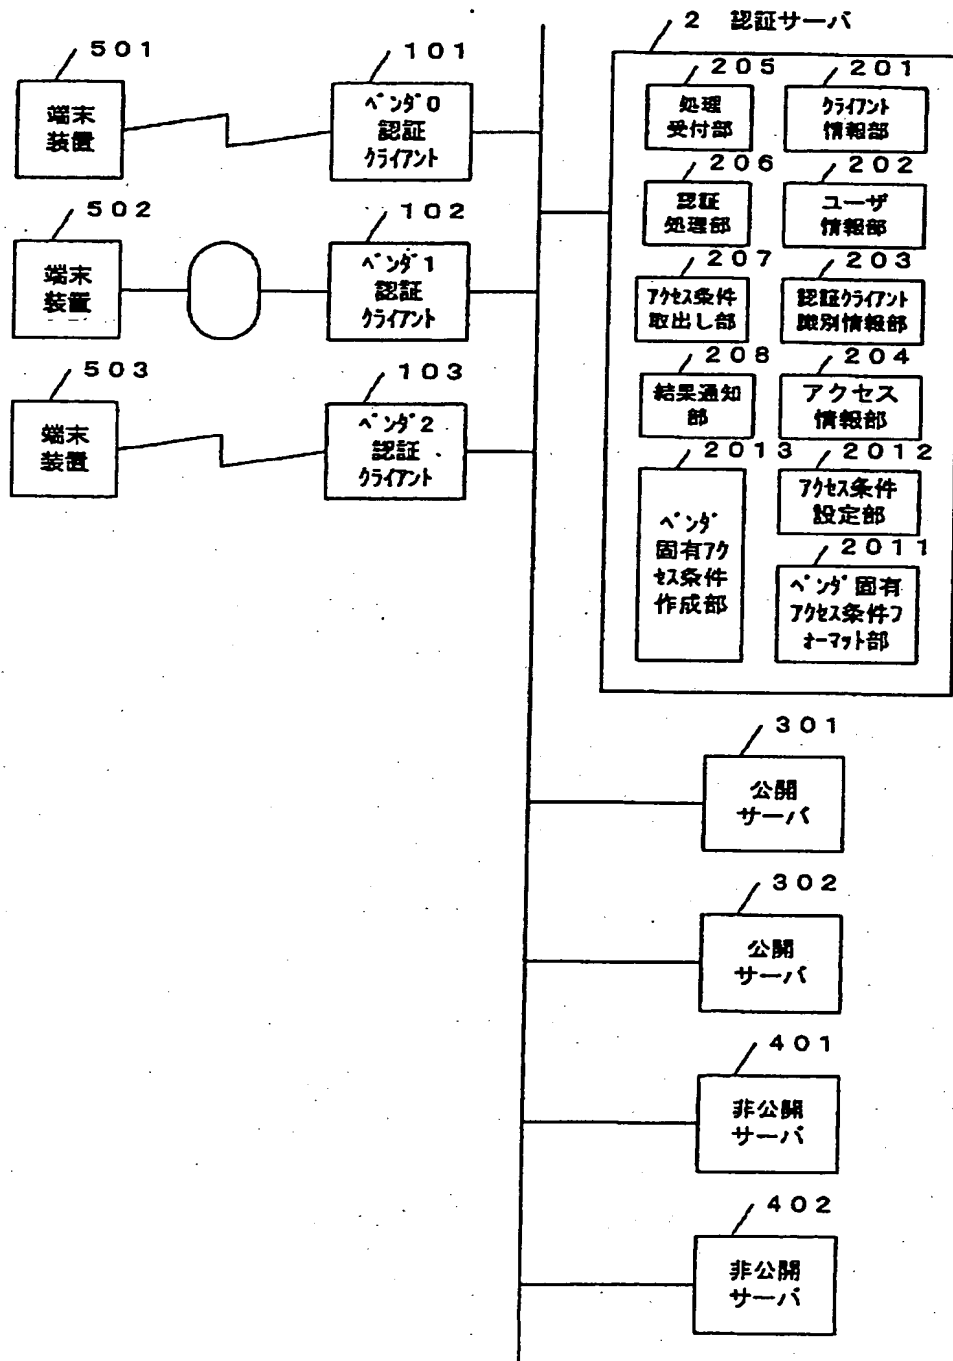 2 認証サーバ
501
端末
装置
101
ベンダ0
認証
クライアント
502
端末
装置
102
ベンダ1
認証
クライアント
503
端末
装置
103
ベンダ2
認証
クライアント
205
処理
受付部
201
クライアント
情報部
206
認証
処理部
202
ユーザ
情報部
207
アクセス条件
取出し部
203
認証クライアント
識別情報部
208
結果通知
部
204
アクセス
情報部
2013
ベンダ
固有アク
セス条件
作成部
2012
アクセス条件
設定部
2011
ベンダ固有
アクセス条件フ
ォーマット部
301
公開
サーバ
302
公開
サーバ
401
非公開
サーバ
402
非公開
サーバ